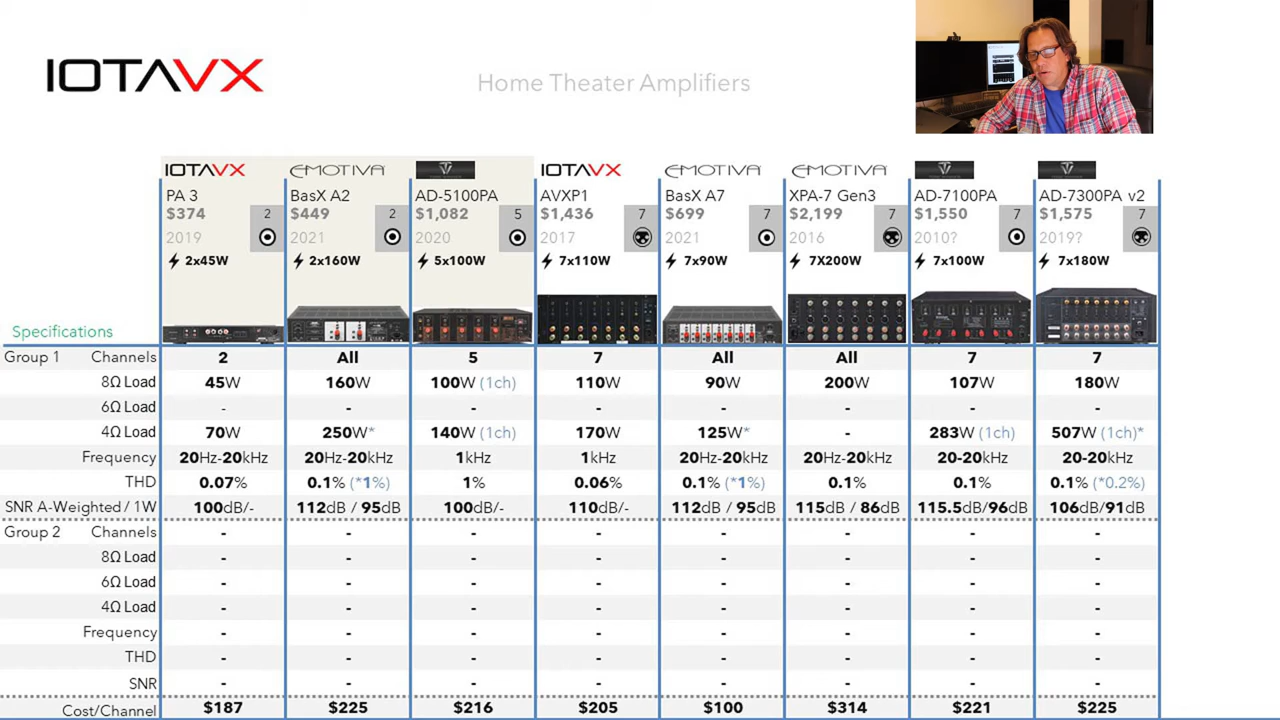 IOTAVX
Home Theater Amplifiers
IOTAVX EMOTIVA IOTAVX EMOTIVA EMOTIVA
PA 3 BasX A2 AD-5100PA AVXP1 BasX A7 XPA-7 Gen3 AD-7100PA AD-7300PA v2
$374 2 $449 2 $1,082 5 $1,436 7 $699 7 $2,199 7 $1,550 7 $1,575 7
2019 2021 2020 2017 2021 2016 2010? 2019?
2x45W 2x160W 5x100W 7x110W 7x90W 7X200W 7x100W 7x180W
Specifications
Group 1 Channels 2 All 5 7 All All 7 7
8Ω Load 45W 160W 100W (1ch) 110W 90W 200W 107W 180W
6Ω Load - - - - - - - -
4Ω Load 70W 250W* 140W (1ch) 170W 125W* - 283W (1ch) 507W (1ch)*
Frequency 20Hz-20kHz 20Hz-20kHz 1kHz 1kHz 20Hz-20kHz 20Hz-20kHz 20-20kHz 20-20kHz
THD 0.07% 0.1% (*1%) 1% 0.06% 0.1% (*1%) 0.1% 0.1% 0.1% (*0.2%)
SNR A-Weighted / 1W 100dB/- 112dB / 95dB 100dB/- 110dB/- 112dB / 95dB 115dB / 86dB 115.5dB/96dB 106dB/91dB
Group 2 Channels - - - - - - - -
8Ω Load - - - - - - - -
6Ω Load - - - - - - - -
4Ω Load - - - - - - - -
Frequency - - - - - - - -
THD - - - - - - - -
SNR - - - - - - - -
Cost/Channel $187 $225 $216 $205 $100 $314 $221 $225